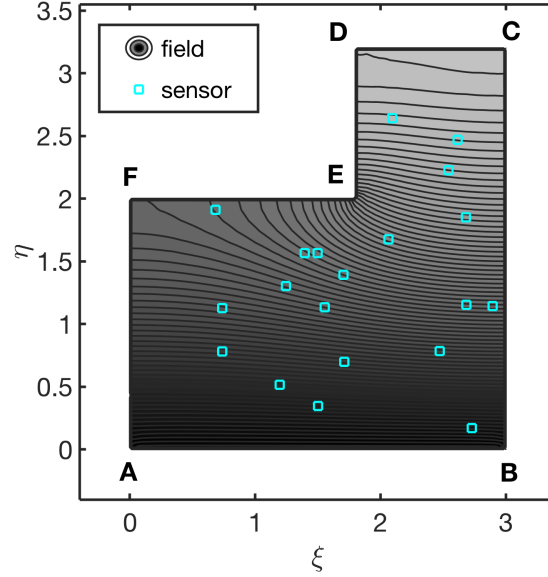 3.5
3
2.5
2
1.5
1
0.5
0
η
field
sensor
D C
F E
A B
0 1 2 3
ξ